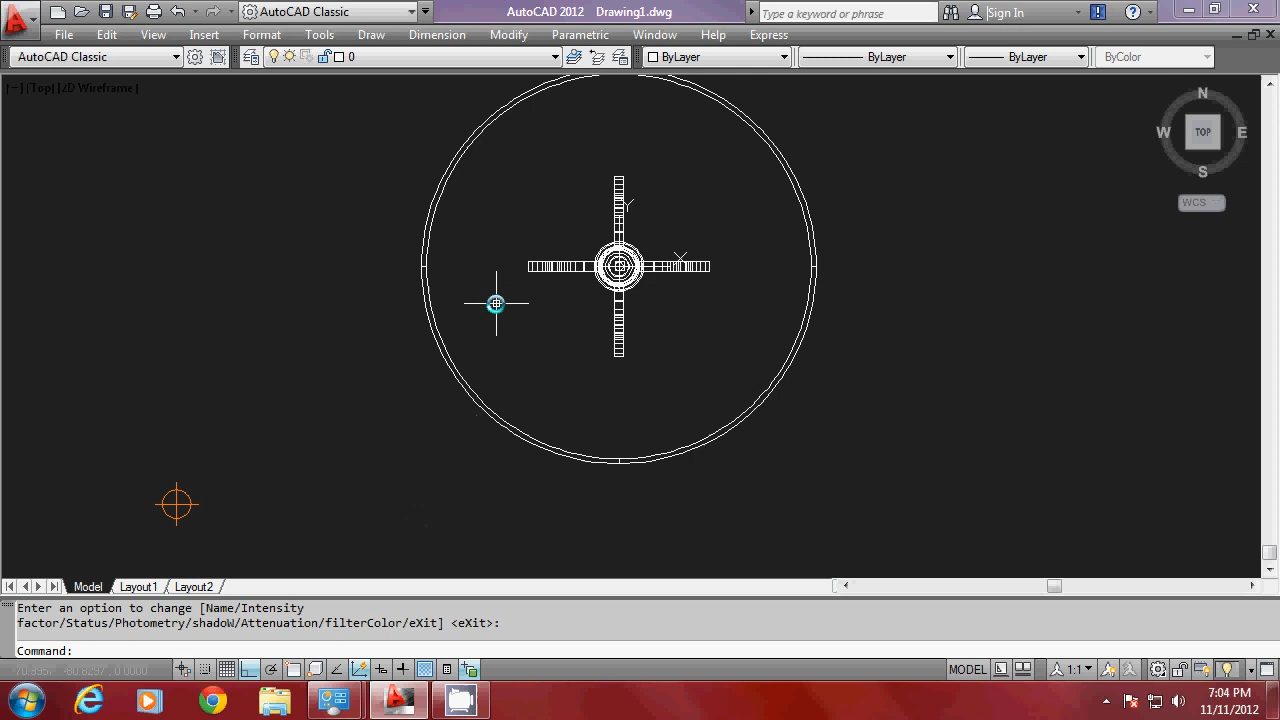 AutoCAD Classic
AutoCAD 2012 Drawing1.dwg
Type a keyword or phrase
Sign In
File Edit View Insert Format Tools Draw Dimension Modify Parametric Window Help Express
AutoCAD Classic
0
ByLayer
ByLayer
ByLayer
ByColor
[−][Top][2D Wireframe]
N
W TOP E
S
WCS
Y
X
Model Layout1 Layout2
Enter an option to change [Name/Intensity
factor/Status/Photometry/shadoW/Attenuation/filterColor/eXit] <eXit>:
Command:
MODEL
1:1
7:04 PM
11/11/2012